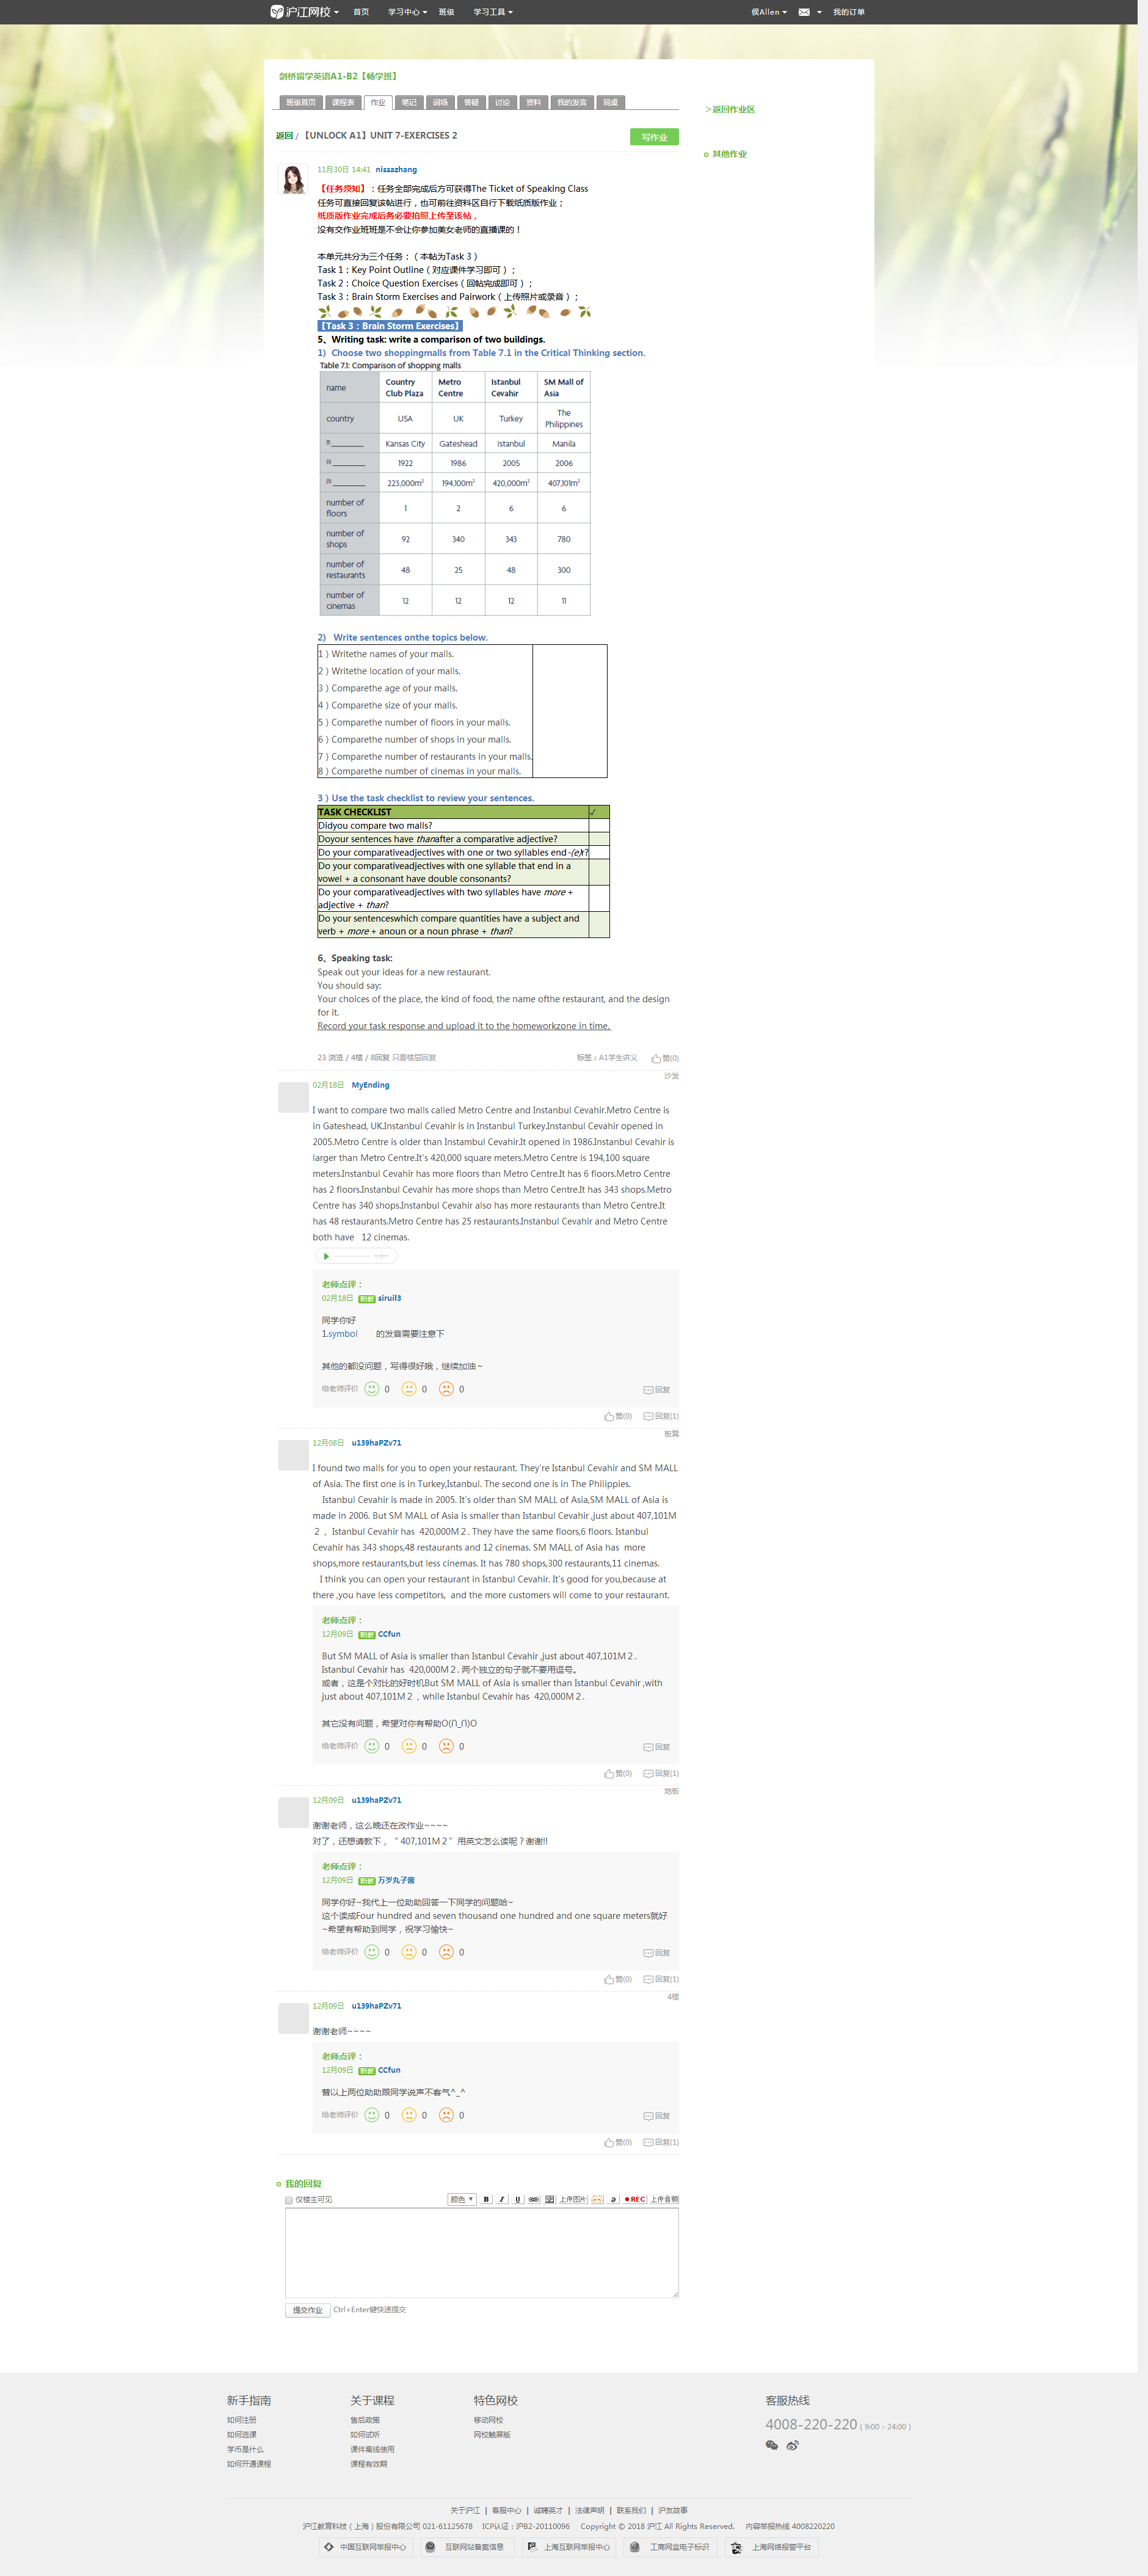 沪江网校 首页 学习中心 班级 学习工具 侯Allen 我的订单
剑桥留学英语A1-B2【畅学班】
班级首页 课程表 作业 笔记 词场 答疑 讨论 资料 我的发言 同桌
>返回作业区
返回 / 【UNLOCK A1】UNIT 7-EXERCISES 2 写作业
其他作业
11月30日 14:41 nissazhang
【任务须知】：任务全部完成后方可获得The Ticket of Speaking Class
任务可直接回复该帖进行，也可前往资料区自行下载纸质版作业；
纸质版作业完成后务必要拍照上传至该帖，
没有交作业班班是不会让你参加美女老师的直播课的！
本单元共分为三个任务：（本帖为Task 3）
Task 1：Key Point Outline（对应课件学习即可）；
Task 2：Choice Question Exercises（回帖完成即可）；
Task 3：Brain Storm Exercises and Pairwork（上传照片或录音）；
【Task 3：Brain Storm Exercises】
5、Writing task: write a comparison of two buildings.
1) Choose two shoppingmalls from Table 7.1 in the Critical Thinking section.
Table 7.1: Comparison of shopping malls
name Country Club Plaza Metro Centre Istanbul Cevahir SM Mall of Asia
country USA UK Turkey The Philippines
Kansas City Gateshead Istanbul Manila
1922 1986 2005 2006
223,000m² 194,100m² 420,000m² 407,101m²
number of floors 1 2 6 6
number of shops 92 340 343 780
number of restaurants 48 25 48 300
number of cinemas 12 12 12 11
2) Write sentences onthe topics below.
1）Writethe names of your malls.
2）Writethe location of your malls.
3）Comparethe age of your malls.
4）Comparethe size of your malls.
5）Comparethe number of floors in your malls.
6）Comparethe number of shops in your malls.
7）Comparethe number of restaurants in your malls.
8）Comparethe number of cinemas in your malls.
3）Use the task checklist to review your sentences.
TASK CHECKLIST ✓
Didyou compare two malls?
Doyour sentences have thanafter a comparative adjective?
Do your comparativeadjectives with one or two syllables end -(e)r?
Do your comparativeadjectives with one syllable that end in a
vowel + a consonant have double consonants?
Do your comparativeadjectives with two syllables have more +
adjective + than?
Do your sentenceswhich compare quantities have a subject and
verb + more + anoun or a noun phrase + than?
6、Speaking task:
Speak out your ideas for a new restaurant.
You should say:
Your choices of the place, the kind of food, the name ofthe restaurant, and the design
for it.
Record your task response and upload it to the homeworkzone in time.
23 浏览 / 4楼 / 8回复 只看楼层回复 标签：A1学生讲义 赞(0)
沙发
02月18日 MyEnding
I want to compare two malls called Metro Centre and Instanbul Cevahir.Metro Centre is
in Gateshead, UK.Instanbul Cevahir is in Instanbul Turkey.Instanbul Cevahir opened in
2005.Metro Centre is older than Instambul Cevahir.It opened in 1986.Instanbul Cevahir is
larger than Metro Centre.It's 420,000 square meters.Metro Centre is 194,100 square
meters.Instanbul Cevahir has more floors than Metro Centre.It has 6 floors.Metro Centre
has 2 floors.Instanbul Cevahir has more shops than Metro Centre.It has 343 shops.Metro
Centre has 340 shops.Instanbul Cevahir also has more restaurants than Metro Centre.It
has 48 restaurants.Metro Centre has 25 restaurants.Instanbul Cevahir and Metro Centre
both have 12 cinemas.
--:--
老师点评：
02月18日 助教 siruil3
同学你好
1.symbol 的发音需要注意下
其他的都没问题，写得很好哦，继续加油~
给老师评价 0 0 0 回复
赞(0) 回复(1)
板凳
12月08日 u139haPZv71
I found two malls for you to open your restaurant. They're Istanbul Cevahir and SM MALL
of Asia. The first one is in Turkey,Istanbul. The second one is in The Philippies.
Istanbul Cevahir is made in 2005. It's older than SM MALL of Asia,SM MALL of Asia is
made in 2006. But SM MALL of Asia is smaller than Istanbul Cevahir ,just about 407,101M
２，Istanbul Cevahir has 420,000M２. They have the same floors,6 floors. Istanbul
Cevahir has 343 shops,48 restaurants and 12 cinemas. SM MALL of Asia has more
shops,more restaurants,but less cinemas. It has 780 shops,300 restaurants,11 cinemas.
I think you can open your restaurant in Istanbul Cevahir. It's good for you,because at
there ,you have less competitors, and the more customers will come to your restaurant.
老师点评：
12月09日 助教 CCfun
But SM MALL of Asia is smaller than Istanbul Cevahir ,just about 407,101M２.
Istanbul Cevahir has 420,000M２. 两个独立的句子就不要用逗号。
或者，这是个对比的好时机But SM MALL of Asia is smaller than Istanbul Cevahir ,with
just about 407,101M２，while Istanbul Cevahir has 420,000M２.
其它没有问题，希望对你有帮助O(∩_∩)O
给老师评价 0 0 0 回复
赞(0) 回复(1)
地板
12月09日 u139haPZv71
谢谢老师，这么晚还在改作业~~~~
对了，还想请教下，“ 407,101M２” 用英文怎么读呢？谢谢!!
老师点评：
12月09日 助教 万岁丸子酱
同学你好~我代上一位助助回答一下同学的问题哈~
这个读成Four hundred and seven thousand one hundred and one square meters就好
~希望有帮助到同学，祝学习愉快~
给老师评价 0 0 0 回复
赞(0) 回复(1)
4楼
12月09日 u139haPZv71
谢谢老师~~~~
老师点评：
12月09日 助教 CCfun
替以上两位助助跟同学说声不客气^_^
给老师评价 0 0 0 回复
赞(0) 回复(1)
我的回复
仅楼主可见 颜色 B I U 上传图片 a REC 上传音频
提交作业 Ctrl+Enter键快速提交
新手指南 关于课程 特色网校 客服热线
如何注册 售后政策 移动网校 4008-220-220 ( 9:00 - 24:00 )
如何选课 如何试听 网校触屏版
学币是什么 课件离线使用
如何开通课程 课程有效期
关于沪江 | 客服中心 | 诚聘英才 | 法律声明 | 联系我们 | 沪友故事
沪江教育科技（上海）股份有限公司 021-61125678 ICP认证：沪B2-20110096 Copyright © 2018 沪江 All Rights Reserved. 内容举报热线 4008220220
中国互联网举报中心 互联网站备案信息 上海互联网举报中心 工商网监电子标识 上海网络报警平台